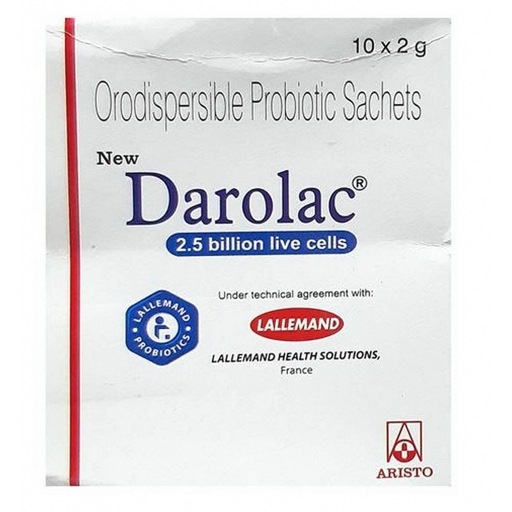 10 x 2 g
Orodispersible Probiotic Sachets
New
Darolac®
2.5 billion live cells
LALLEMAND
PROBIOTICS
Under technical agreement with:
LALLEMAND
LALLEMAND HEALTH SOLUTIONS,
France
ARISTO